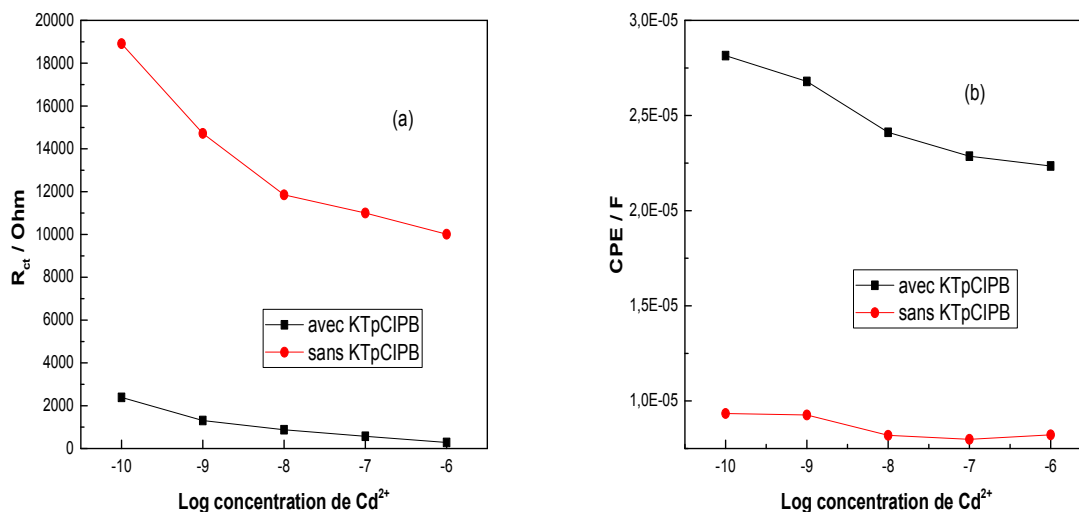 20000
18000
16000
14000
12000
10000
8000
6000
4000
2000
0
R_ct / Ohm
(a)
avec KTpClPB
sans KTpClPB
-10 -9 -8 -7 -6
Log concentration de Cd²⁺
3,0E-05
2,5E-05
2,0E-05
1,5E-05
1,0E-05
CPE / F
(b)
avec KTpClPB
sans KTpClPB
-10 -9 -8 -7 -6
Log concentration de Cd²⁺